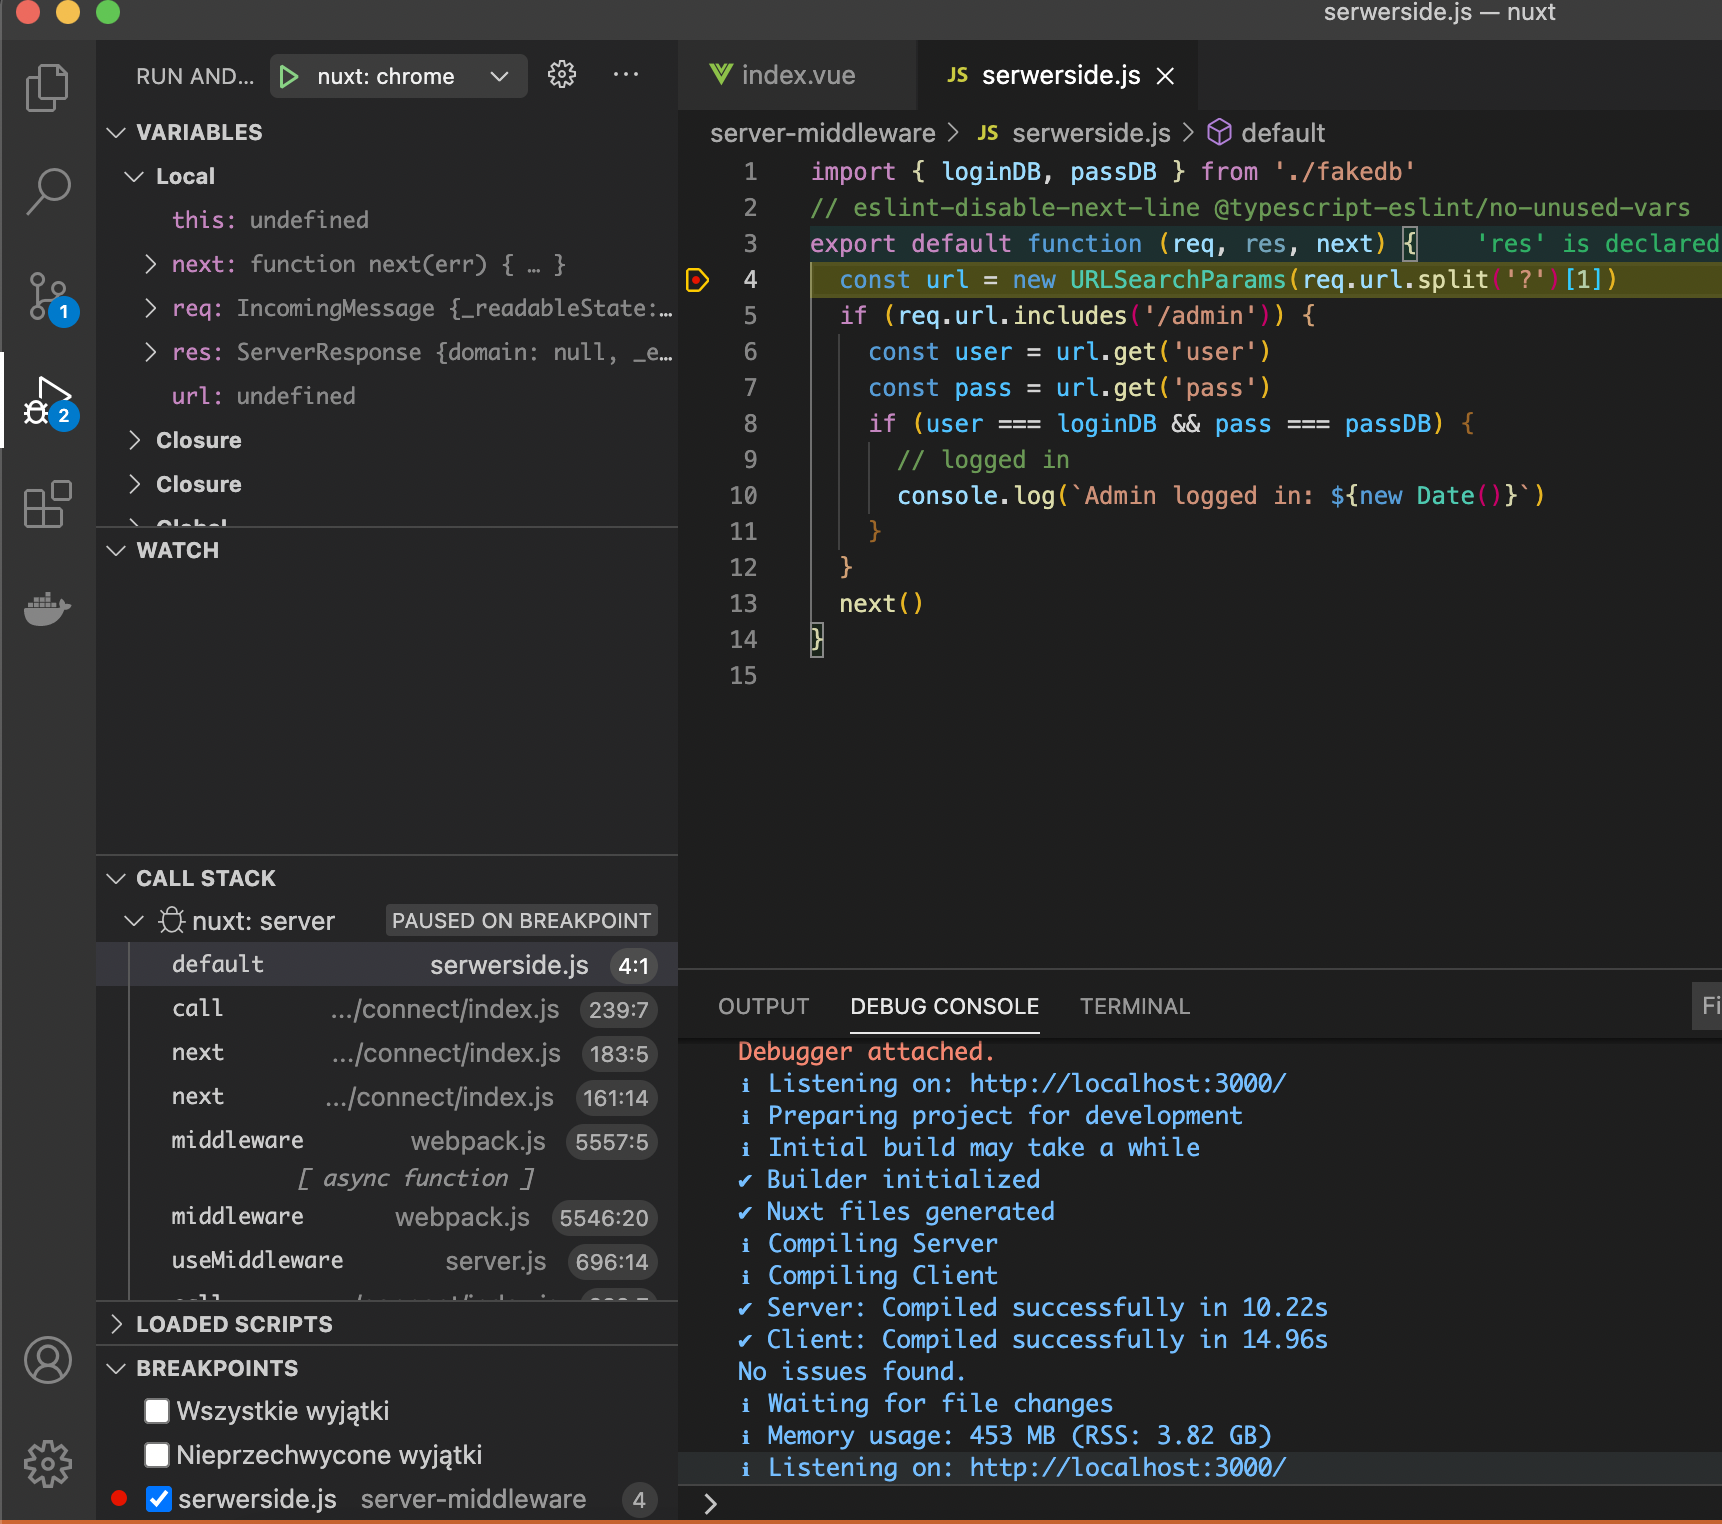 serwerside.js — nuxt
RUN AND...
nuxt: chrome
VARIABLES
Local
this: undefined
next: function next(err) { … }
req: IncomingMessage {_readableState:…
res: ServerResponse {domain: null, _e…
url: undefined
Closure
Closure
Global
WATCH
1
2
CALL STACK
nuxt: server PAUSED ON BREAKPOINT
default serwerside.js 4:1
call .../connect/index.js 239:7
next .../connect/index.js 183:5
next .../connect/index.js 161:14
middleware webpack.js 5557:5
[ async function ]
middleware webpack.js 5546:20
useMiddleware server.js 696:14
LOADED SCRIPTS
BREAKPOINTS
Wszystkie wyjątki
Nieprzechwycone wyjątki
serwerside.js server-middleware 4
index.vue
JS serwerside.js
server-middleware > JS serwerside.js > default
1 import { loginDB, passDB } from './fakedb'
2 // eslint-disable-next-line @typescript-eslint/no-unused-vars
3 export default function (req, res, next) { 'res' is declared
4 const url = new URLSearchParams(req.url.split('?')[1])
5 if (req.url.includes('/admin')) {
6 const user = url.get('user')
7 const pass = url.get('pass')
8 if (user === loginDB && pass === passDB) {
9 // logged in
10 console.log(`Admin logged in: ${new Date()}`)
11 }
12 }
13 next()
14 }
15
OUTPUT DEBUG CONSOLE TERMINAL Fi
Debugger attached.
ℹ Listening on: http://localhost:3000/
ℹ Preparing project for development
ℹ Initial build may take a while
✔ Builder initialized
✔ Nuxt files generated
ℹ Compiling Server
ℹ Compiling Client
✔ Server: Compiled successfully in 10.22s
✔ Client: Compiled successfully in 14.96s
No issues found.
ℹ Waiting for file changes
ℹ Memory usage: 453 MB (RSS: 3.82 GB)
ℹ Listening on: http://localhost:3000/